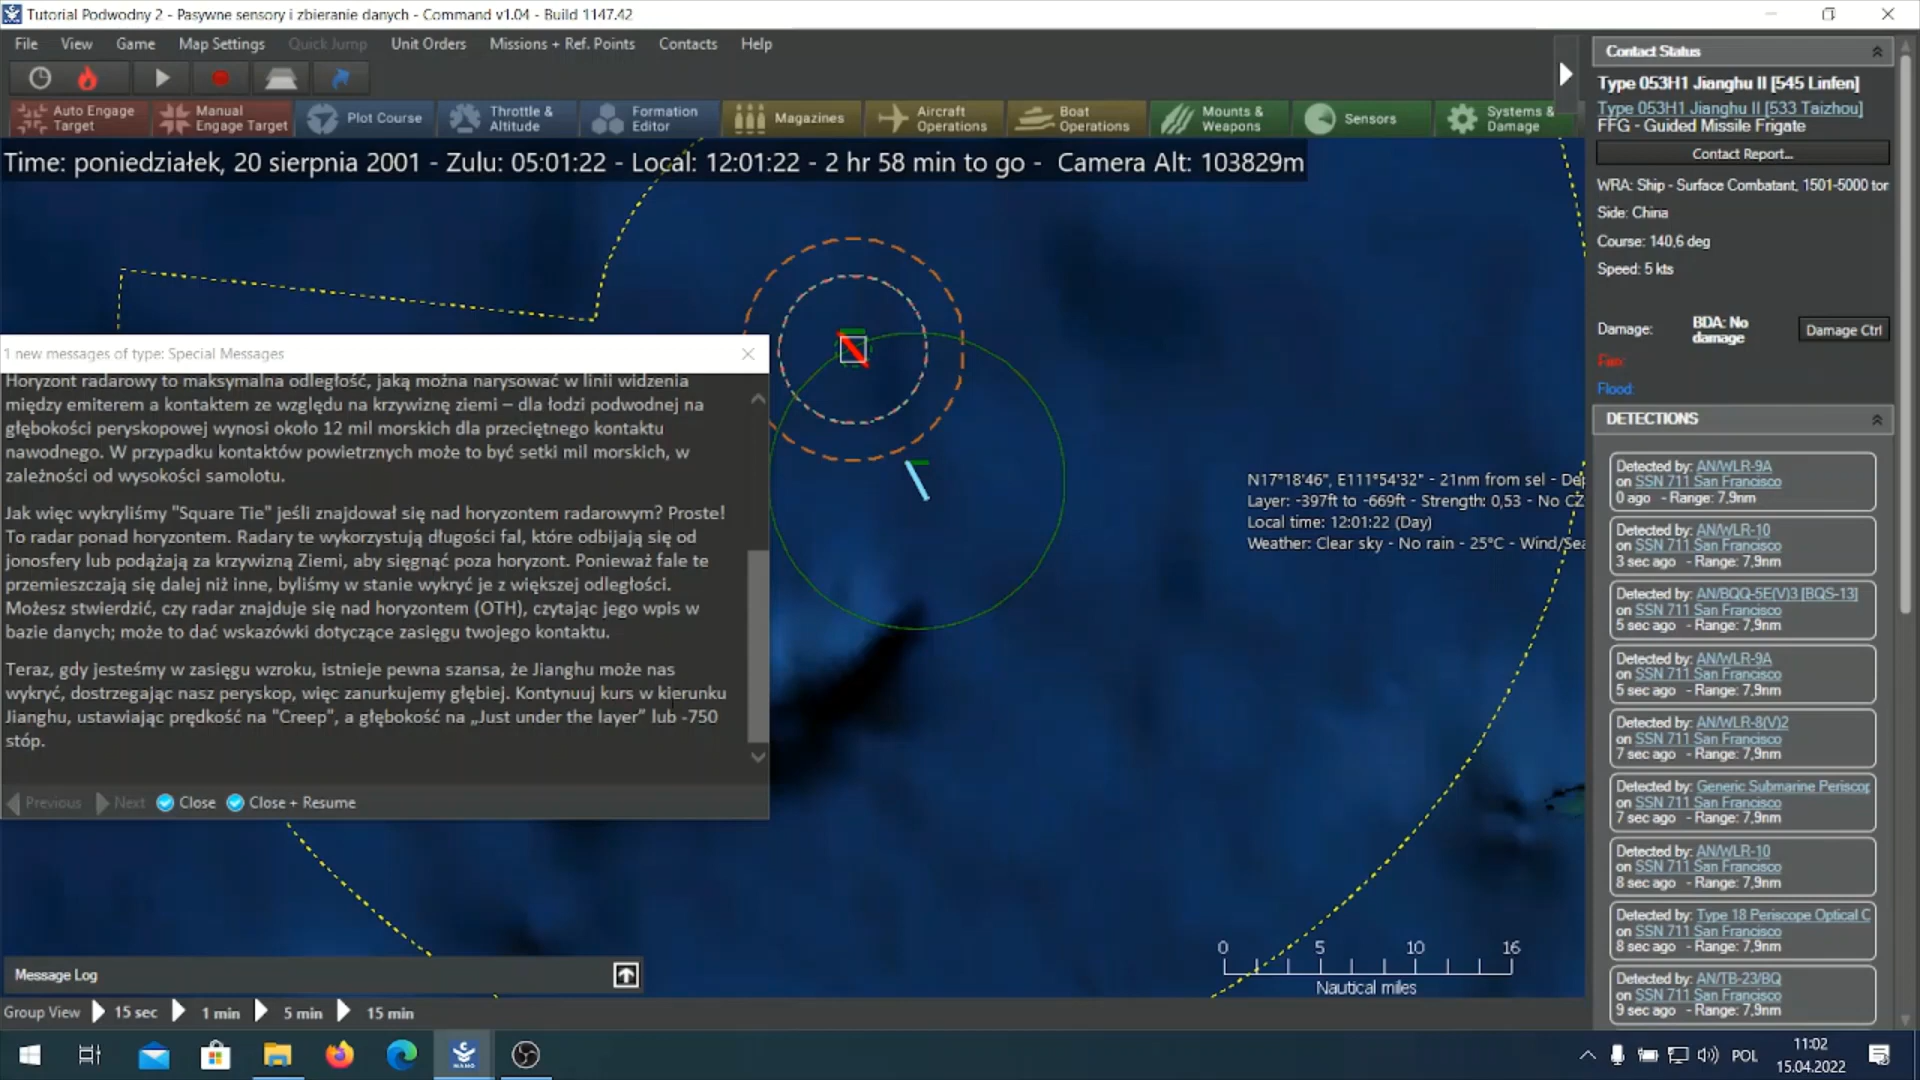 Tutorial Podwodny 2 - Pasywne sensory i zbieranie danych - Command v1.04 - Build 1147.42
File View Game Map Settings Quick Jump Unit Orders Missions + Ref. Points Contacts Help
Auto Engage Target
Manual Engage Target
Plot Course
Throttle & Altitude
Formation Editor
Magazines
Aircraft Operations
Boat Operations
Mounts & Weapons
Sensors
Systems & Damage
Time: poniedziałek, 20 sierpnia 2001 - Zulu: 05:01:22 - Local: 12:01:22 - 2 hr 58 min to go - Camera Alt: 103829m
1 new messages of type: Special Messages
Horyzont radarowy to maksymalna odległość, jaką można narysować w linii widzenia
między emiterem a kontaktem ze względu na krzywiznę ziemi – dla łodzi podwodnej na
głębokości peryskopowej wynosi około 12 mil morskich dla przeciętnego kontaktu
nawodnego. W przypadku kontaktów powietrznych może to być setki mil morskich, w
zależności od wysokości samolotu.
Jak więc wykryliśmy "Square Tie" jeśli znajdował się nad horyzontem radarowym? Proste!
To radar ponad horyzontem. Radary te wykorzystują długości fal, które odbijają się od
jonosfery lub podążają za krzywizną Ziemi, aby sięgnąć poza horyzont. Ponieważ fale te
przemieszczają się dalej niż inne, byliśmy w stanie wykryć je z większej odległości.
Możesz stwierdzić, czy radar znajduje się nad horyzontem (OTH), czytając jego wpis w
bazie danych; może to dać wskazówki dotyczące zasięgu twojego kontaktu.
Teraz, gdy jesteśmy w zasięgu wzroku, istnieje pewna szansa, że Jianghu może nas
wykryć, dostrzegając nasz peryskop, więc zanurkujemy głębiej. Kontynuuj kurs w kierunku
Jianghu, ustawiając prędkość na "Creep", a głębokość na „Just under the layer” lub -750
stóp.
Previous Next Close Close + Resume
N17°18'46", E111°54'32" - 21nm from sel - De
Layer: -397ft to -669ft - Strength: 0,53 - No CZ
Local time: 12:01:22 (Day)
Weather: Clear sky - No rain - 25°C - Wind/Sea
0 5 10 16
Nautical miles
Message Log
Group View 15 sec 1 min 5 min 15 min
Contact Status
Type 053H1 Jianghu II [545 Linfen]
Type 053H1 Jianghu II [533 Taizhou]
FFG - Guided Missile Frigate
Contact Report...
WRA: Ship - Surface Combatant, 1501-5000 tor
Side: China
Course: 140,6 deg
Speed: 5 kts
Damage: BDA: No damage Damage Ctrl
Fire:
Flood:
DETECTIONS
Detected by: AN/WLR-9A
on SSN 711 San Francisco
0 ago - Range: 7,9nm
Detected by: AN/WLR-10
on SSN 711 San Francisco
3 sec ago - Range: 7,9nm
Detected by: AN/BQQ-5E(V)3 [BQS-13]
on SSN 711 San Francisco
5 sec ago - Range: 7,9nm
Detected by: AN/WLR-9A
on SSN 711 San Francisco
5 sec ago - Range: 7,9nm
Detected by: AN/WLR-8(V)2
on SSN 711 San Francisco
7 sec ago - Range: 7,9nm
Detected by: Generic Submarine Periscop
on SSN 711 San Francisco
7 sec ago - Range: 7,9nm
Detected by: AN/WLR-10
on SSN 711 San Francisco
8 sec ago - Range: 7,9nm
Detected by: Type 18 Periscope Optical C
on SSN 711 San Francisco
8 sec ago - Range: 7,9nm
Detected by: AN/TB-23/BQ
on SSN 711 San Francisco
9 sec ago - Range: 7,9nm
POL
11:02
15.04.2022